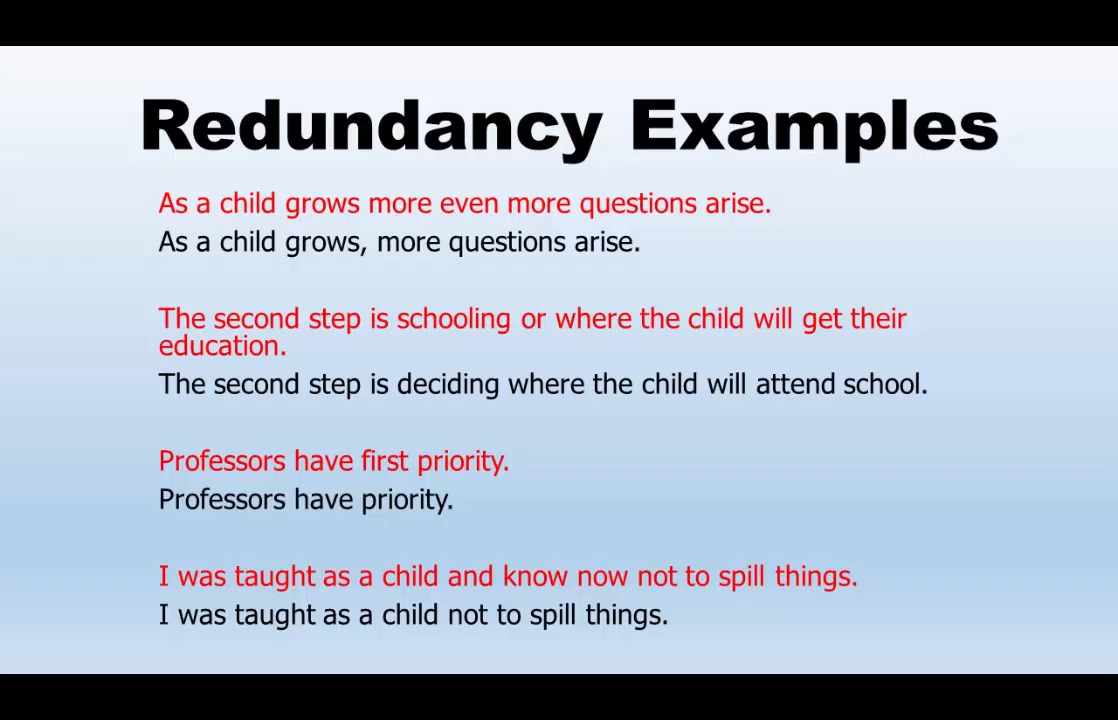 Redundancy Examples
As a child grows more even more questions arise.
As a child grows, more questions arise.
The second step is schooling or where the child will get their
education.
The second step is deciding where the child will attend school.
Professors have first priority.
Professors have priority.
I was taught as a child and know now not to spill things.
I was taught as a child not to spill things.